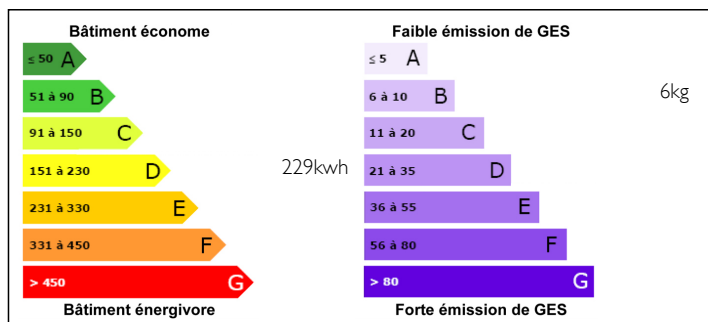 Bâtiment économe
≤ 50 A
51 à 90 B
91 à 150 C
151 à 230 D
229kwh
231 à 330 E
331 à 450 F
> 450 G
Bâtiment énergivore
Faible émission de GES
≤ 5 A
6 à 10 B
6kg
11 à 20 C
21 à 35 D
36 à 55 E
56 à 80 F
> 80 G
Forte émission de GES